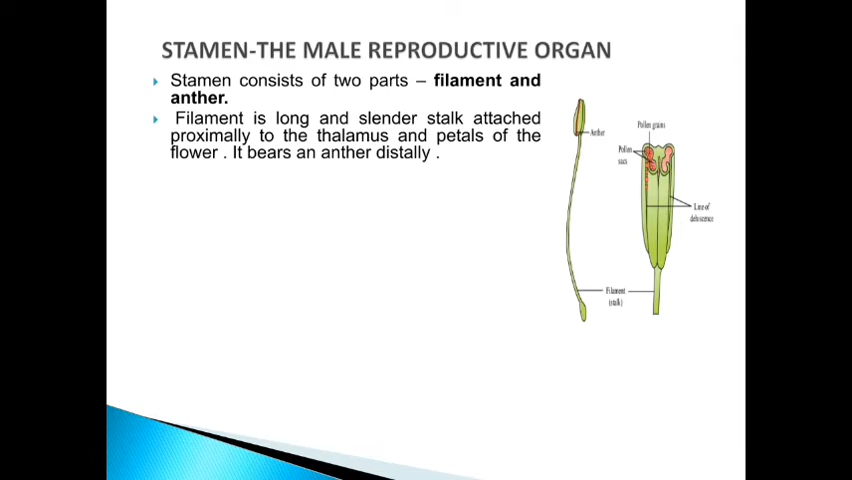 STAMEN-THE MALE REPRODUCTIVE ORGAN
Stamen consists of two parts – filament and
anther.
Filament is long and slender stalk attached
proximally to the thalamus and petals of the
flower . It bears an anther distally .
Pollen grains
Anther
Pollen
sacs
Line of
dehiscence
Filament
(stalk)